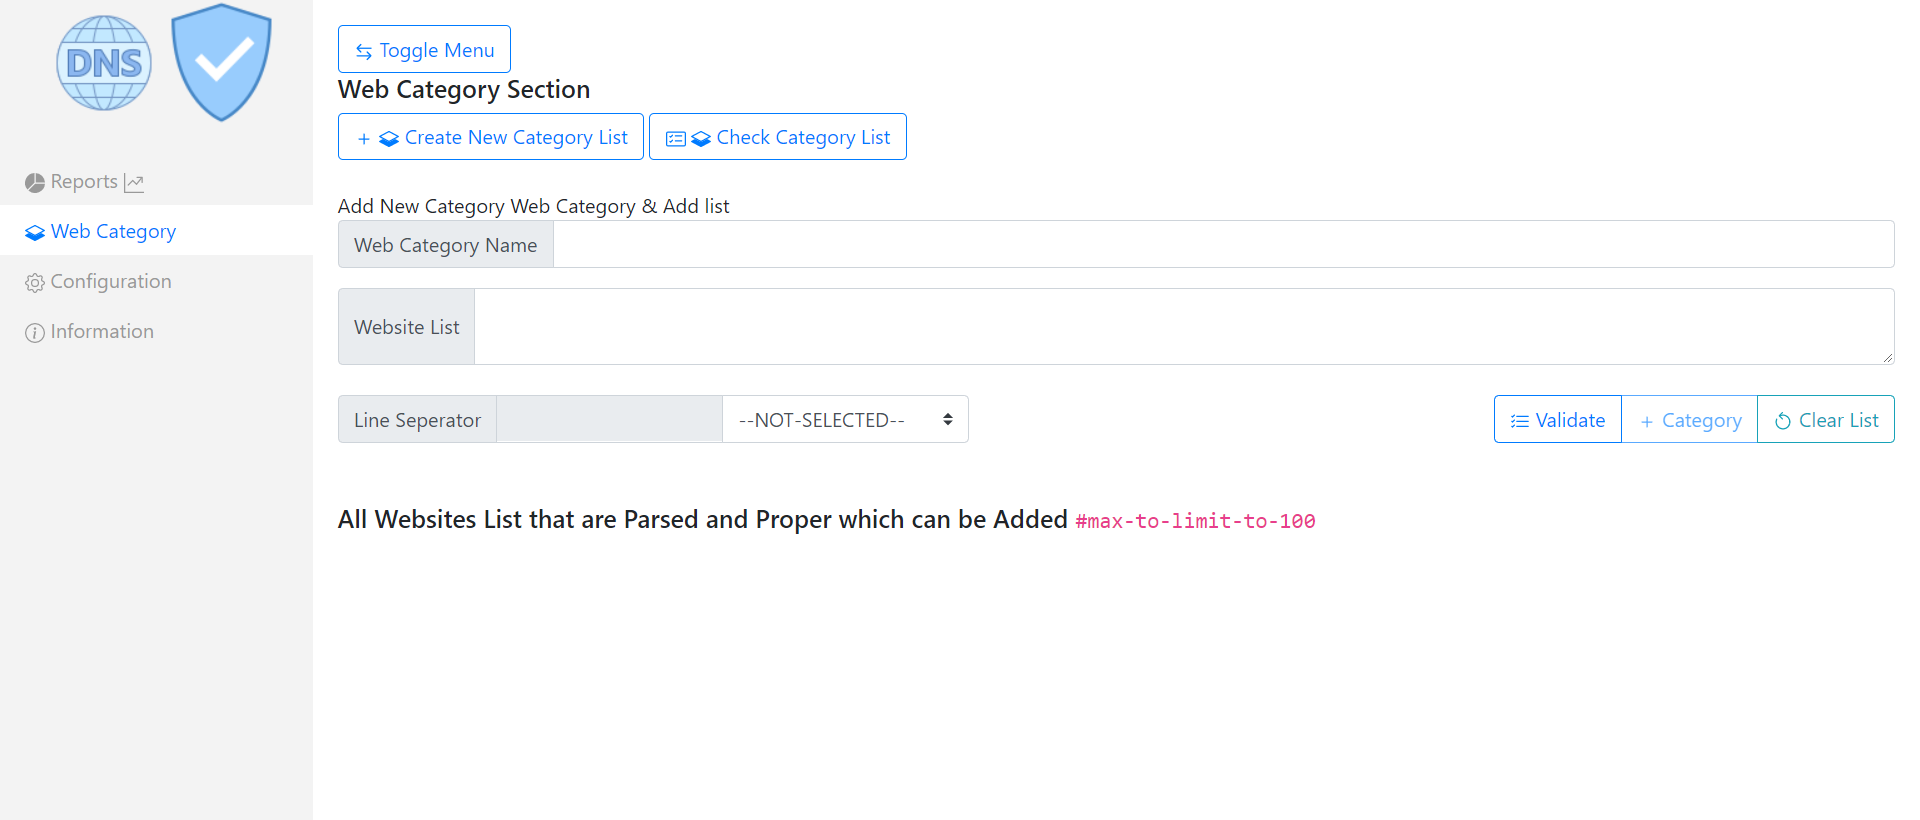 DNS
Reports
Web Category
Configuration
Information
Toggle Menu
Web Category Section
+ Create New Category List
Check Category List
Add New Category Web Category & Add list
Web Category Name
Website List
Line Seperator
--NOT-SELECTED--
Validate
+ Category
Clear List
All Websites List that are Parsed and Proper which can be Added #max-to-limit-to-100